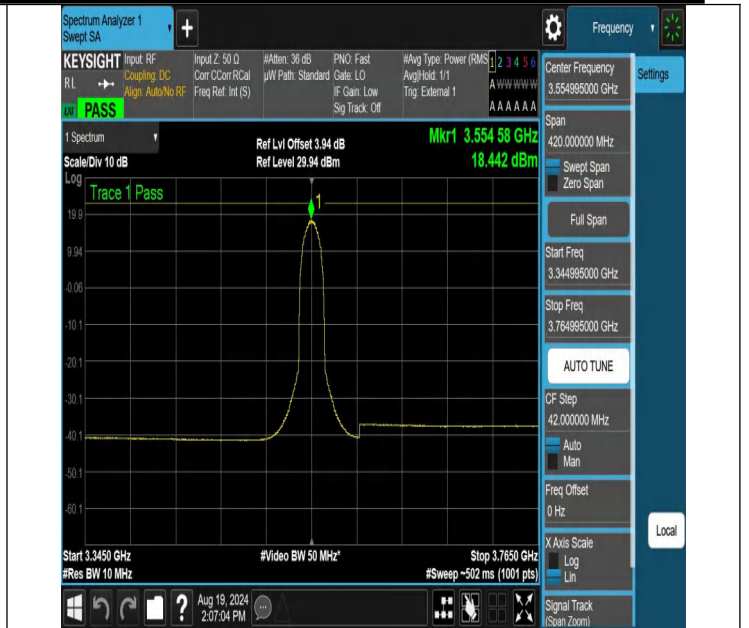 Spectrum Analyzer 1
Swept SA
+
Frequency
KEYSIGHT
RL
PASS
Input: RF
Coupling: DC
Align: Auto/No RF
Input Z: 50 Ω
Corr CCorr RCal
Freq Ref: Int (S)
#Atten: 36 dB
µW Path: Standard
PNO: Fast
Gate: LO
IF Gain: Low
Sig Track: Off
#Avg Type: Power (RMS
Avg|Hold: 1/1
Trig: External 1
1 2 3 4 5 6
A W W W W W
A A A A A A
1 Spectrum
Scale/Div 10 dB
Log
Ref Lvl Offset 3.94 dB
Ref Level 29.94 dBm
Mkr1 3.554 58 GHz
18.442 dBm
Trace 1 Pass
1
19.9
9.94
-0.06
-10.1
-20.1
-30.1
-40.1
-50.1
-60.1
Start 3.3450 GHz
#Res BW 10 MHz
#Video BW 50 MHz*
Stop 3.7650 GHz
#Sweep ~502 ms (1001 pts)
?
Aug 19, 2024
2:07:04 PM
Center Frequency
3.554995000 GHz
Settings
Span
420.000000 MHz
Swept Span
Zero Span
Full Span
Start Freq
3.344995000 GHz
Stop Freq
3.764995000 GHz
AUTO TUNE
CF Step
42.000000 MHz
Auto
Man
Freq Offset
0 Hz
Local
X Axis Scale
Log
Lin
Signal Track
(Span Zoom)